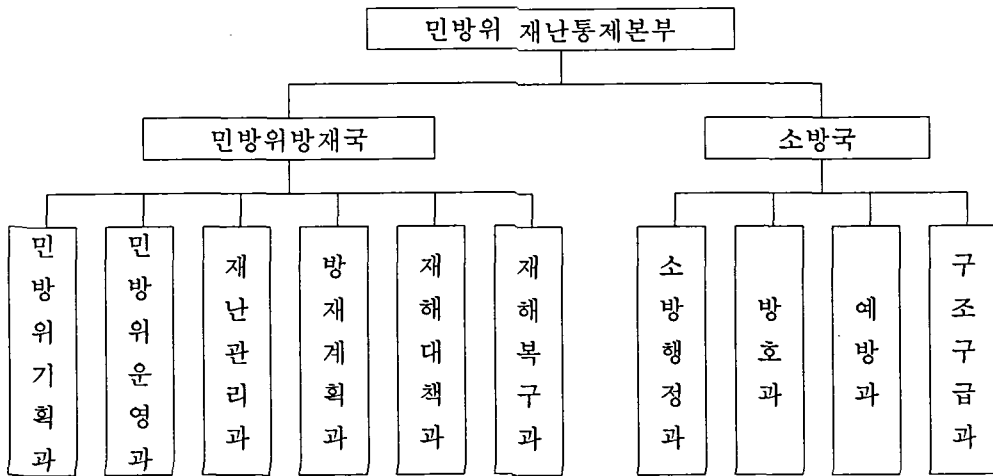 민방위 재난통제본부
민방위방재국
소방국
민방위기획과
민방위운영과
재난관리과
방재계획과
재해대책과
재해복구과
소방행정과
방호과
예방과
구조구급과